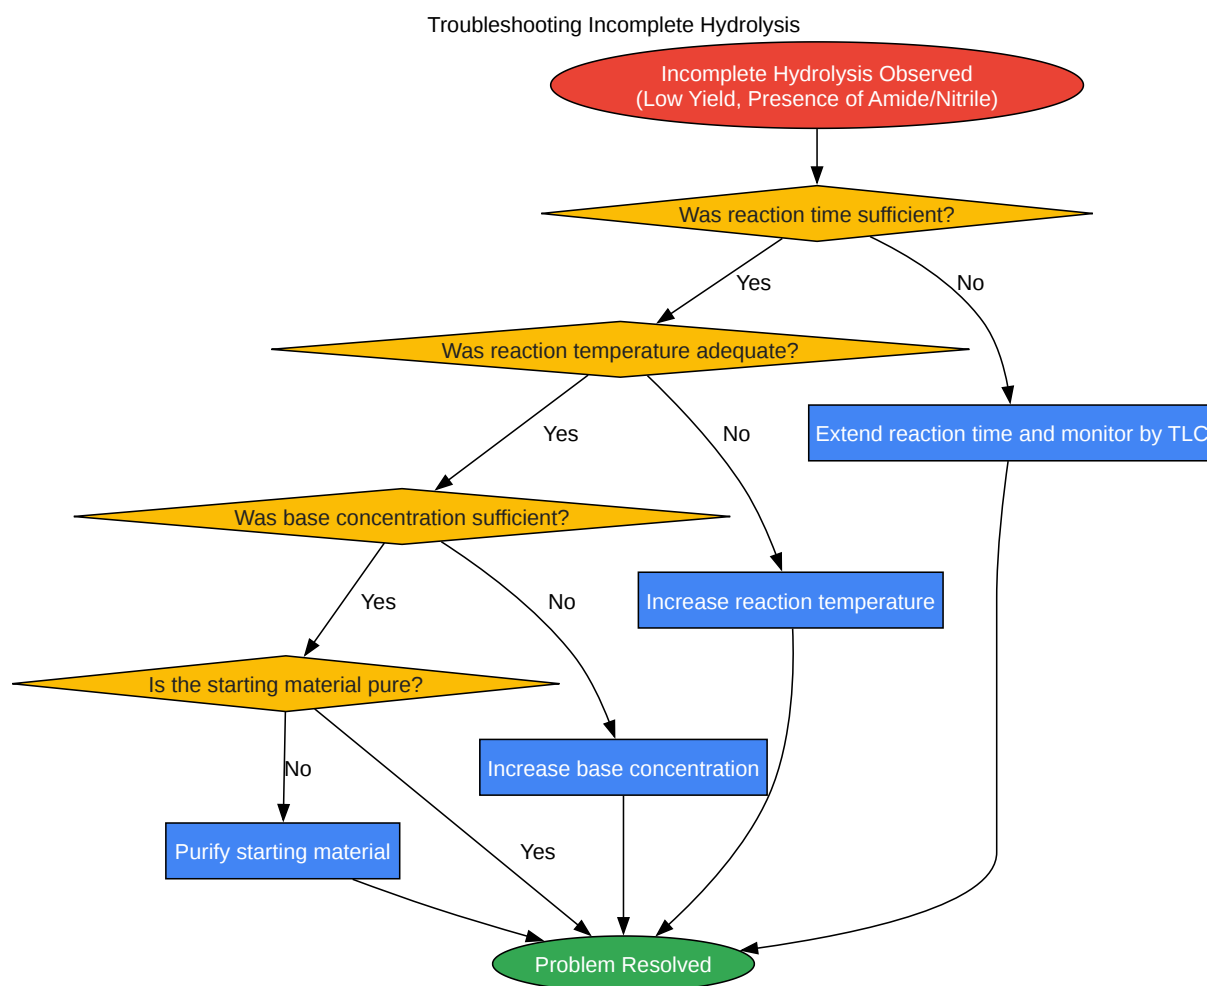 Troubleshooting Incomplete Hydrolysis
Incomplete Hydrolysis Observed
(Low Yield, Presence of Amide/Nitrile)
Was reaction time sufficient?
Yes
No
Was reaction temperature adequate?
Extend reaction time and monitor by TLC
Yes
No
Was base concentration sufficient?
Increase reaction temperature
Yes
No
Is the starting material pure?
Increase base concentration
No
Purify starting material
Yes
Problem Resolved